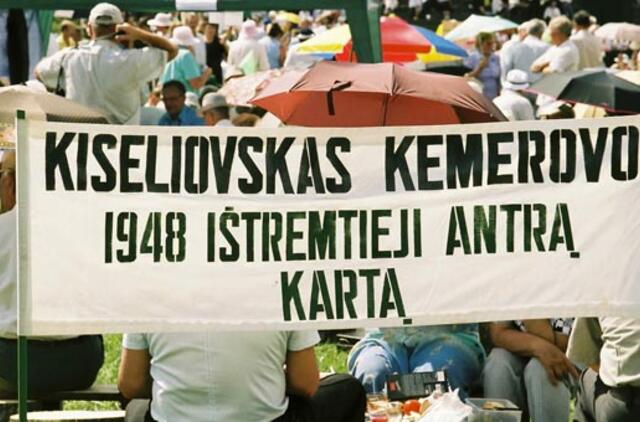 KISELIOVSKAS KEMEROVO
1948 IŠTREMTIEJI ANTRĄ
KARTĄ